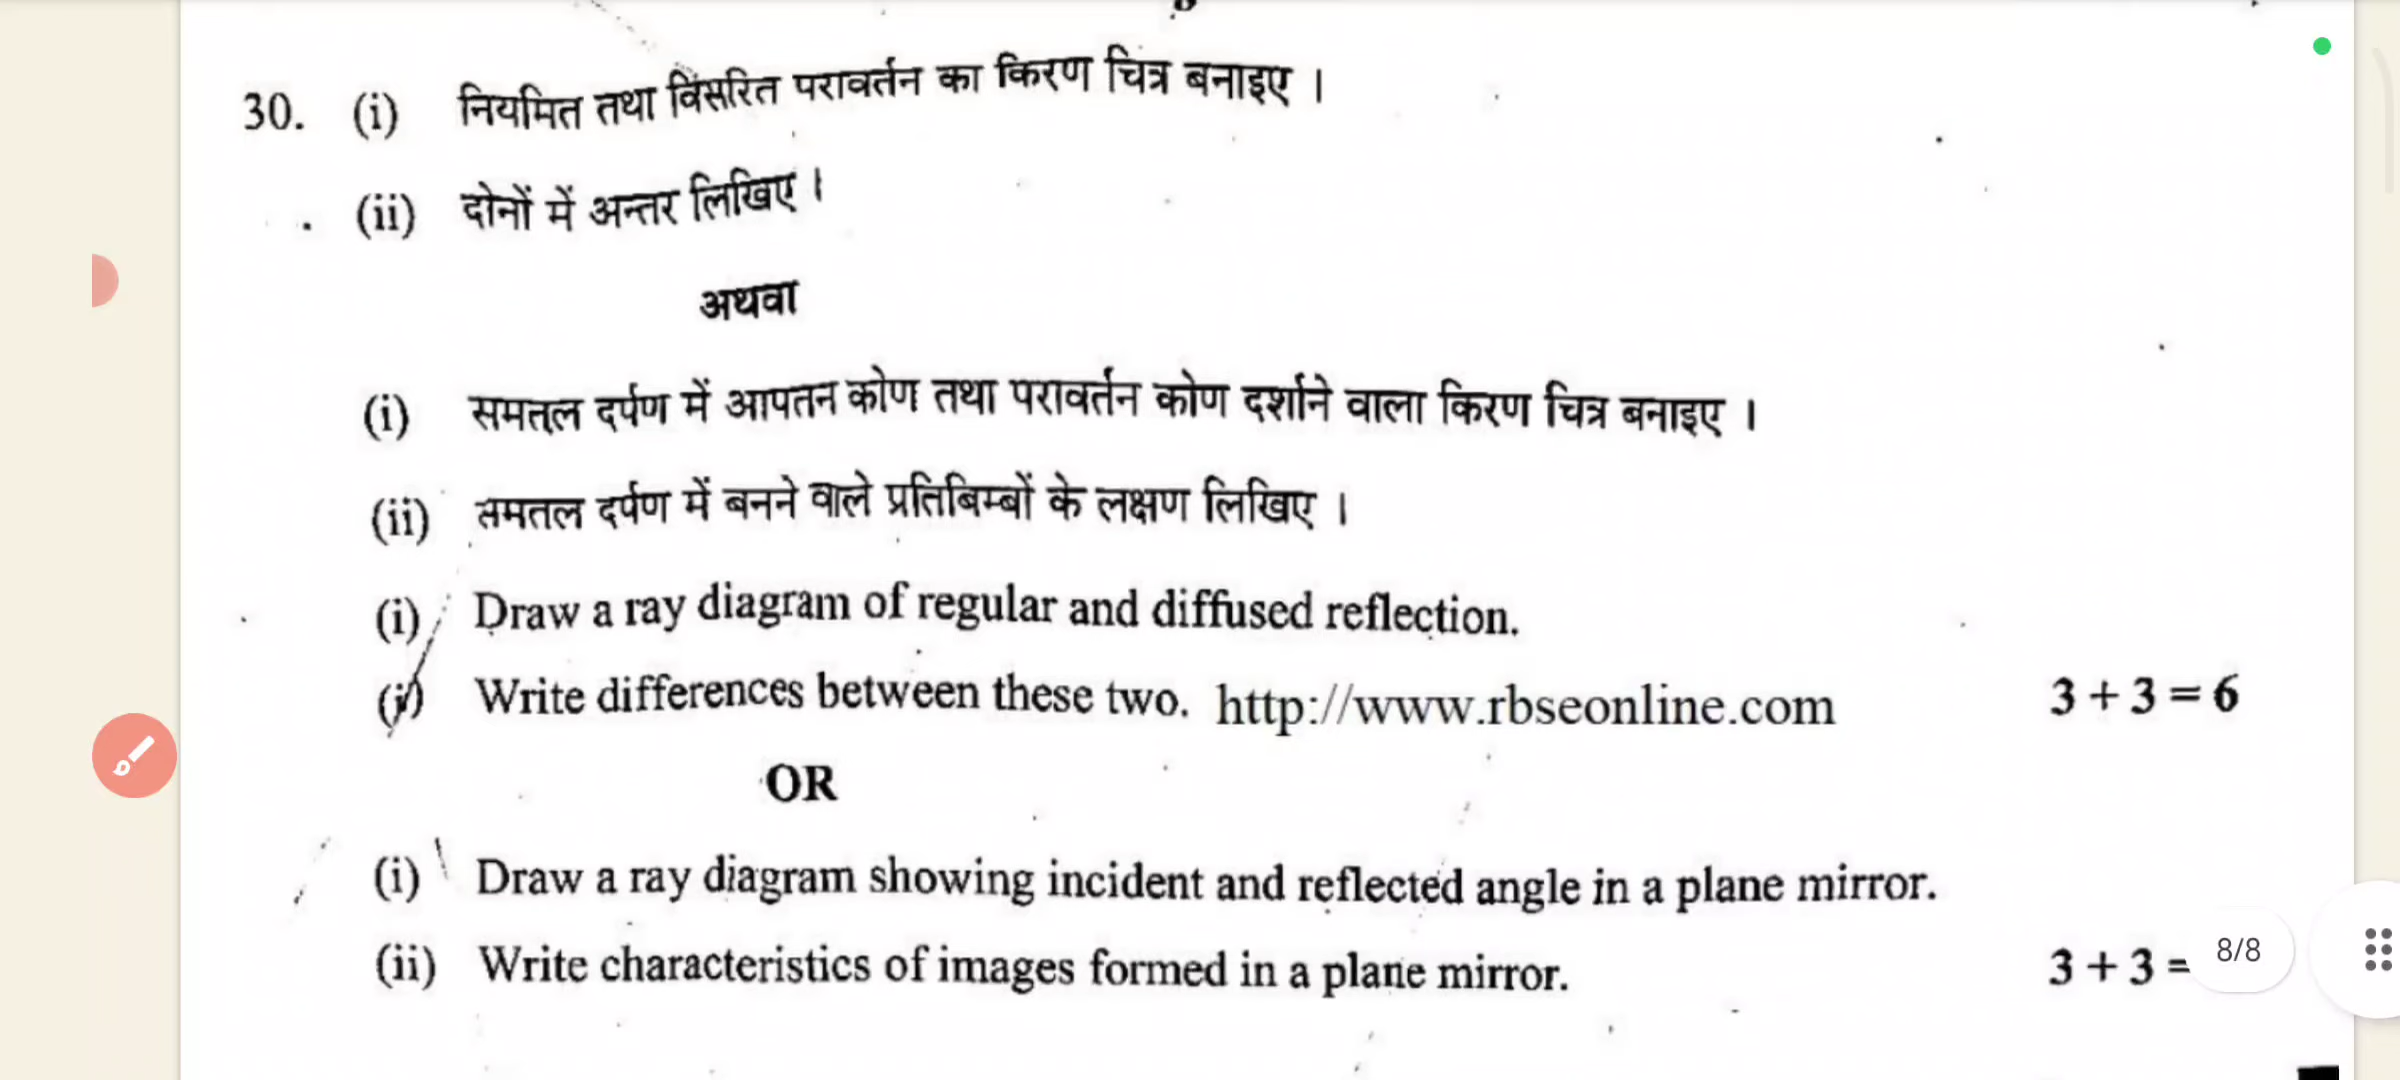 30. (i) नियमित तथा विसरित परावर्तन का किरण चित्र बनाइए ।
(ii) दोनों में अन्तर लिखिए ।
अथवा
(i) समतल दर्पण में आपतन कोण तथा परावर्तन कोण दर्शाने वाला किरण चित्र बनाइए ।
(ii) समतल दर्पण में बनने वाले प्रतिबिम्बों के लक्षण लिखिए ।
(i) Draw a ray diagram of regular and diffused reflection.
Write differences between these two. http://www.rbseonline.com 3 + 3 = 6
OR
(i) Draw a ray diagram showing incident and reflected angle in a plane mirror.
(ii) Write characteristics of images formed in a plane mirror. 3 + 3 =
8/8